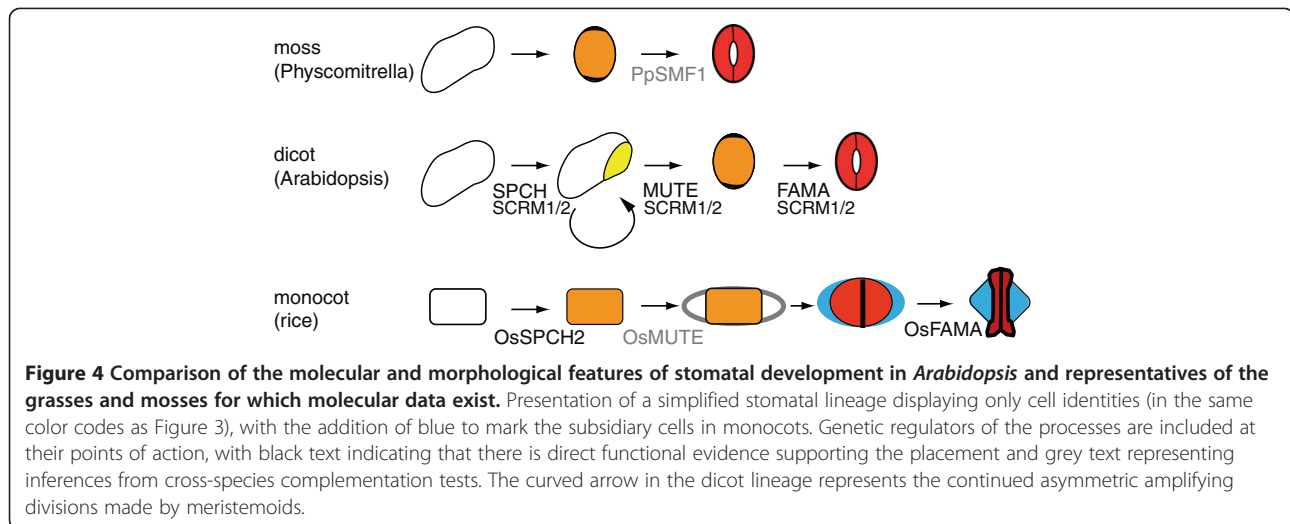 moss
(Physcomitrella)
PpSMF1
dicot
(Arabidopsis)
SPCH
SCRM1/2
MUTE
SCRM1/2
FAMA
SCRM1/2
monocot
(rice)
OsSPCH2
OsMUTE
OsFAMA
Figure 4 Comparison of the molecular and morphological features of stomatal development in Arabidopsis and representatives of the
grasses and mosses for which molecular data exist. Presentation of a simplified stomatal lineage displaying only cell identities (in the same
color codes as Figure 3), with the addition of blue to mark the subsidiary cells in monocots. Genetic regulators of the processes are included at
their points of action, with black text indicating that there is direct functional evidence supporting the placement and grey text representing
inferences from cross-species complementation tests. The curved arrow in the dicot lineage represents the continued asymmetric amplifying
divisions made by meristemoids.